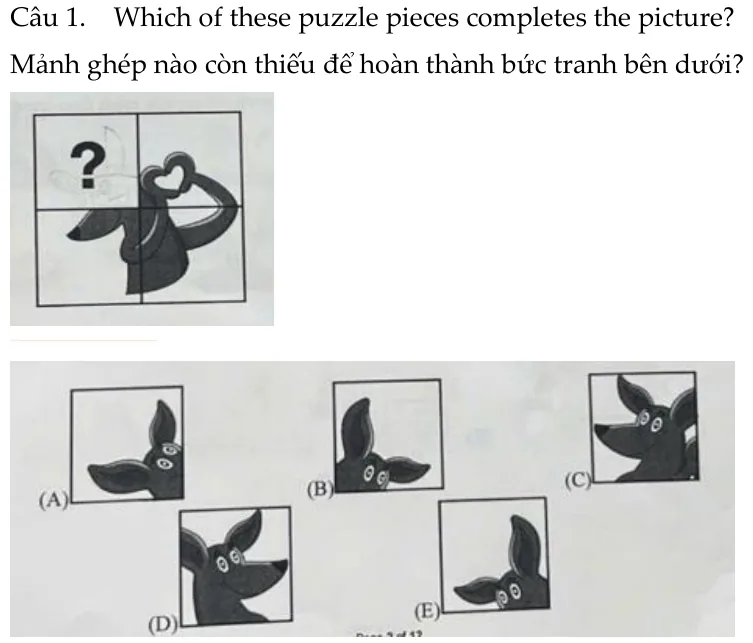 Câu 1. Which of these puzzle pieces completes the picture?
Mảnh ghép nào còn thiếu để hoàn thành bức tranh bên dưới?
?
(A)
(B)
(C)
(D)
(E)